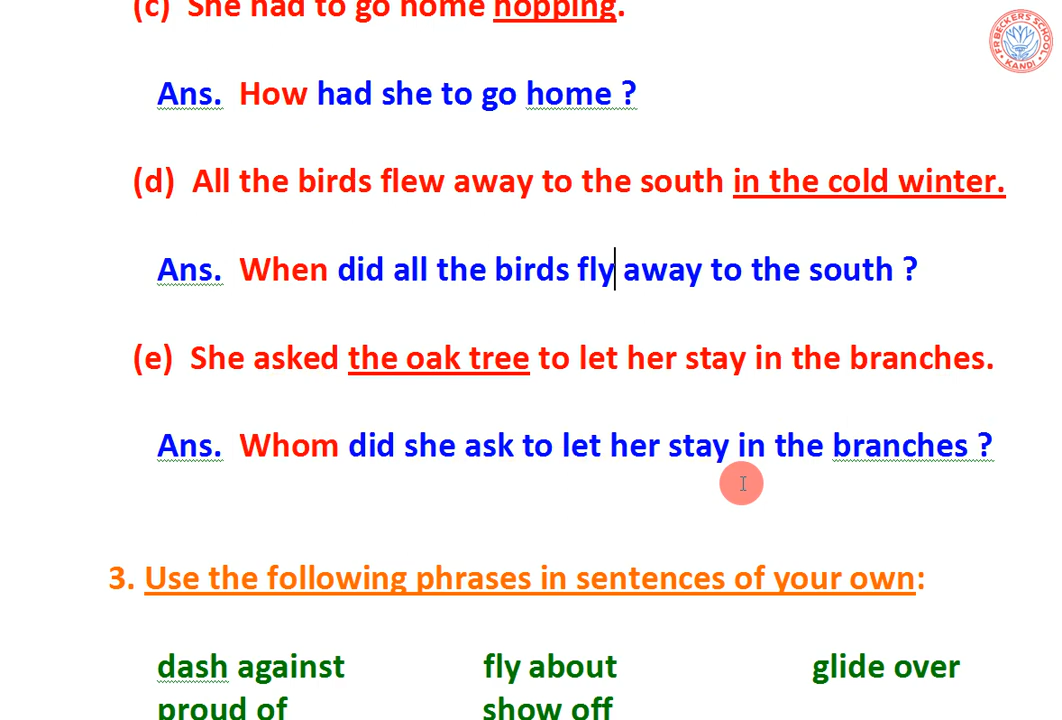 (c) She had to go home hopping.
FR BECKERS SCHOOL
KANDI
Ans. How had she to go home ?
(d) All the birds flew away to the south in the cold winter.
Ans. When did all the birds fly away to the south ?
(e) She asked the oak tree to let her stay in the branches.
Ans. Whom did she ask to let her stay in the branches ?
3. Use the following phrases in sentences of your own:
dash against fly about glide over
proud of show off